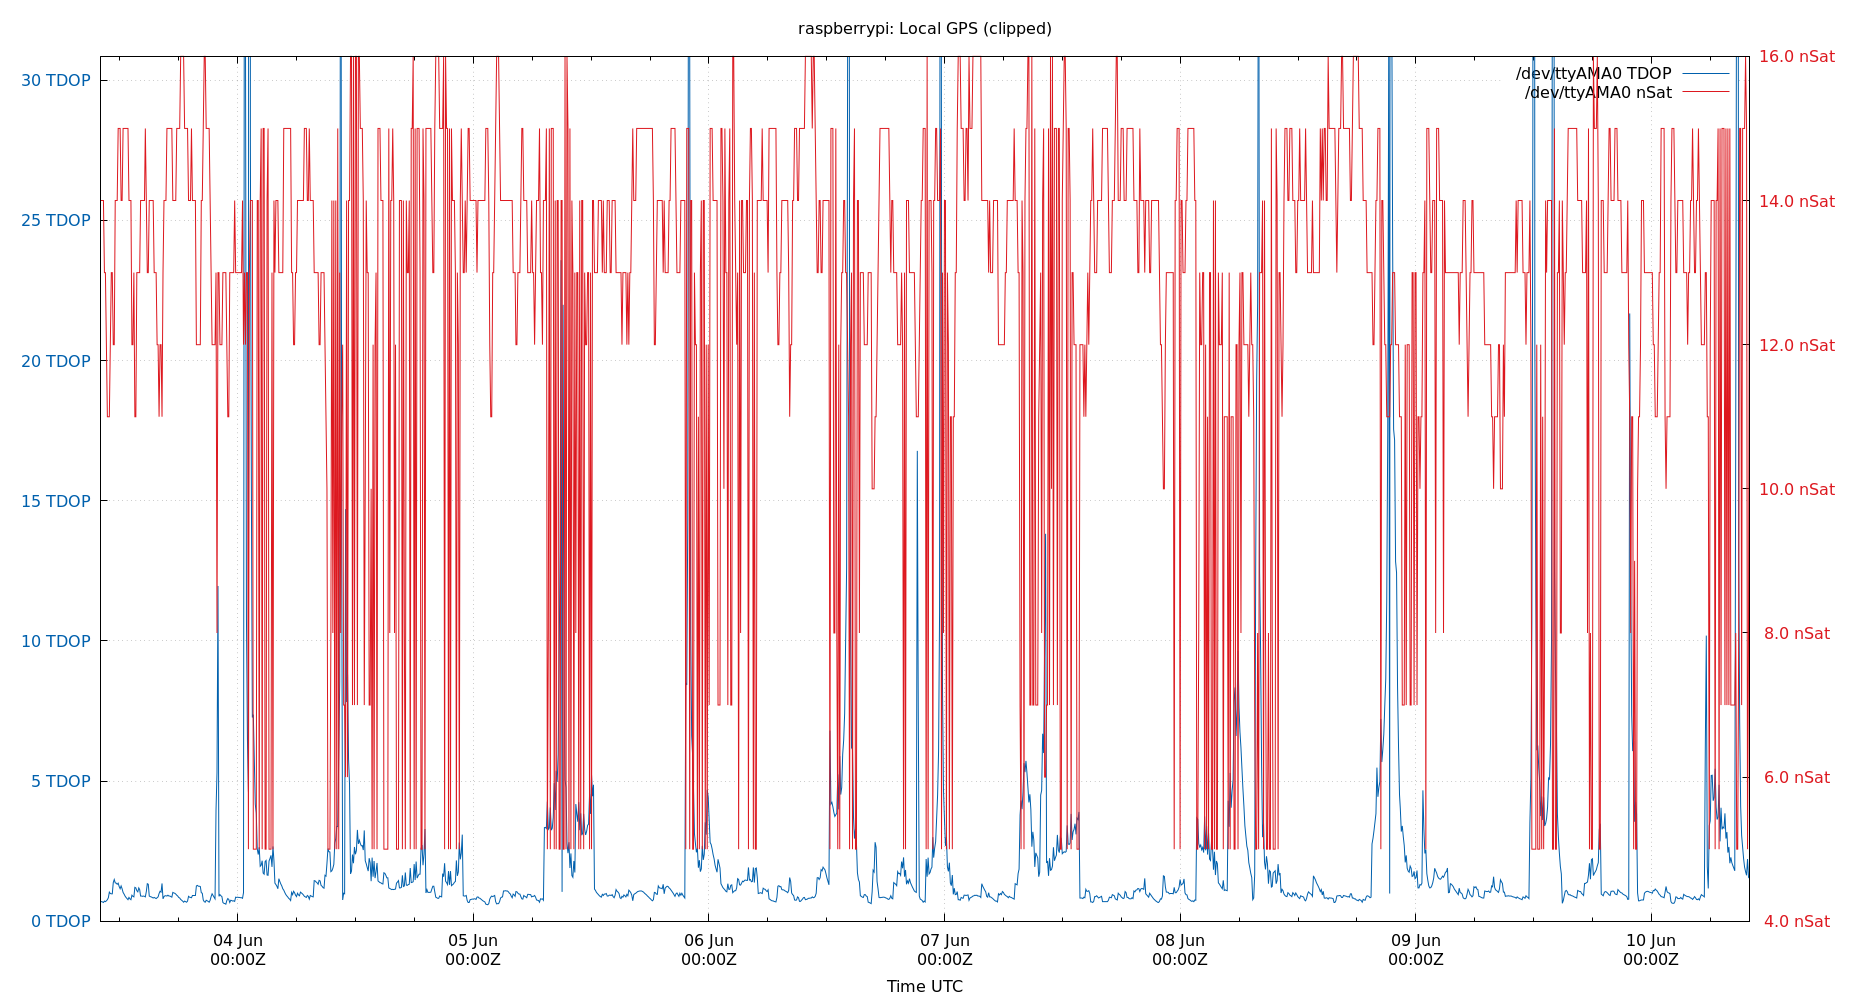 raspberrypi: Local GPS (clipped)
30 TDOP
25 TDOP
20 TDOP
15 TDOP
10 TDOP
5 TDOP
0 TDOP
16.0 nSat
14.0 nSat
12.0 nSat
10.0 nSat
8.0 nSat
6.0 nSat
4.0 nSat
/dev/ttyAMA0 TDOP
/dev/ttyAMA0 nSat
04 Jun
00:00Z
05 Jun
00:00Z
06 Jun
00:00Z
07 Jun
00:00Z
08 Jun
00:00Z
09 Jun
00:00Z
10 Jun
00:00Z
Time UTC